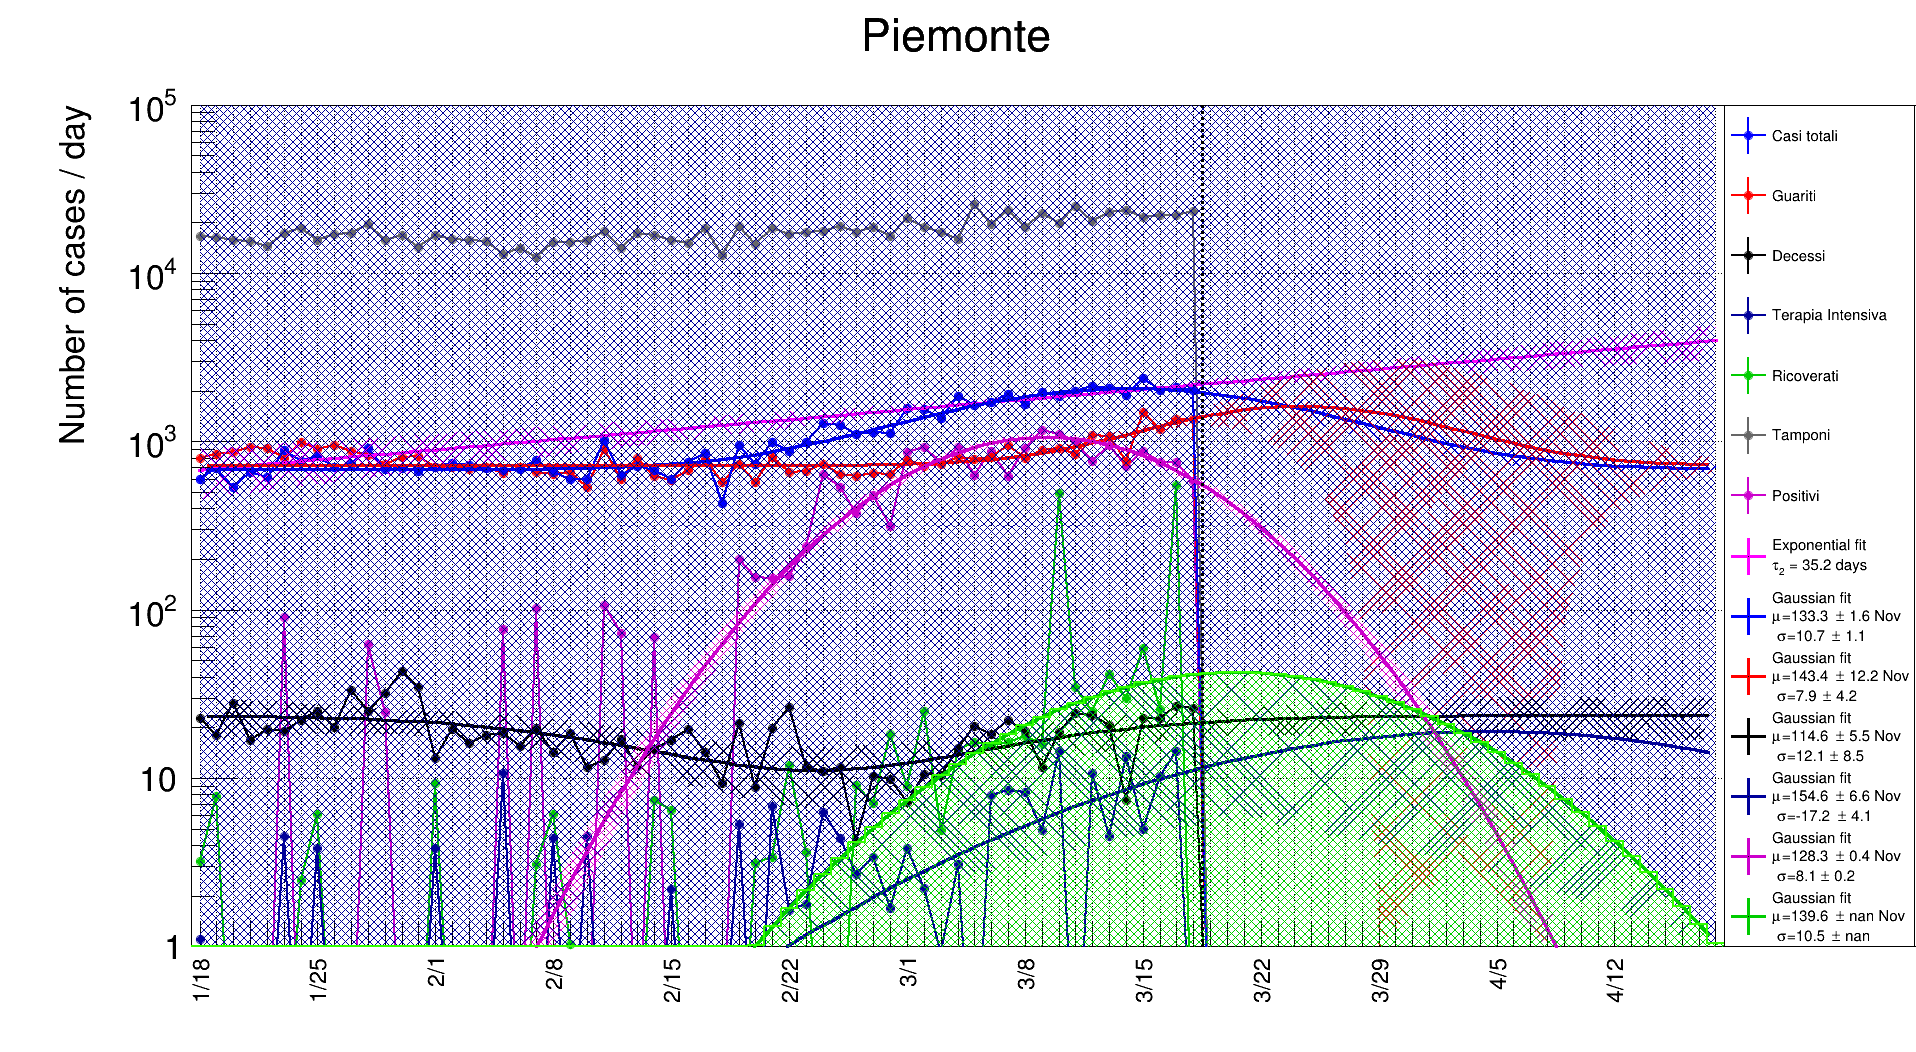 Piemonte
Number of cases / day
10^5
10^4
10^3
10^2
10
1
1/18
1/25
2/1
2/8
2/15
2/22
3/1
3/8
3/15
3/22
3/29
4/5
4/12
Casi totali
Guariti
Decessi
Terapia Intensiva
Ricoverati
Tamponi
Positivi
Exponential fit
τ₂ = 35.2 days
Gaussian fit
μ=133.3 ± 1.6 Nov
σ=10.7 ± 1.1
Gaussian fit
μ=143.4 ± 12.2 Nov
σ=7.9 ± 4.2
Gaussian fit
μ=114.6 ± 5.5 Nov
σ=12.1 ± 8.5
Gaussian fit
μ=154.6 ± 6.6 Nov
σ=-17.2 ± 4.1
Gaussian fit
μ=128.3 ± 0.4 Nov
σ=8.1 ± 0.2
Gaussian fit
μ=139.6 ± nan Nov
σ=10.5 ± nan